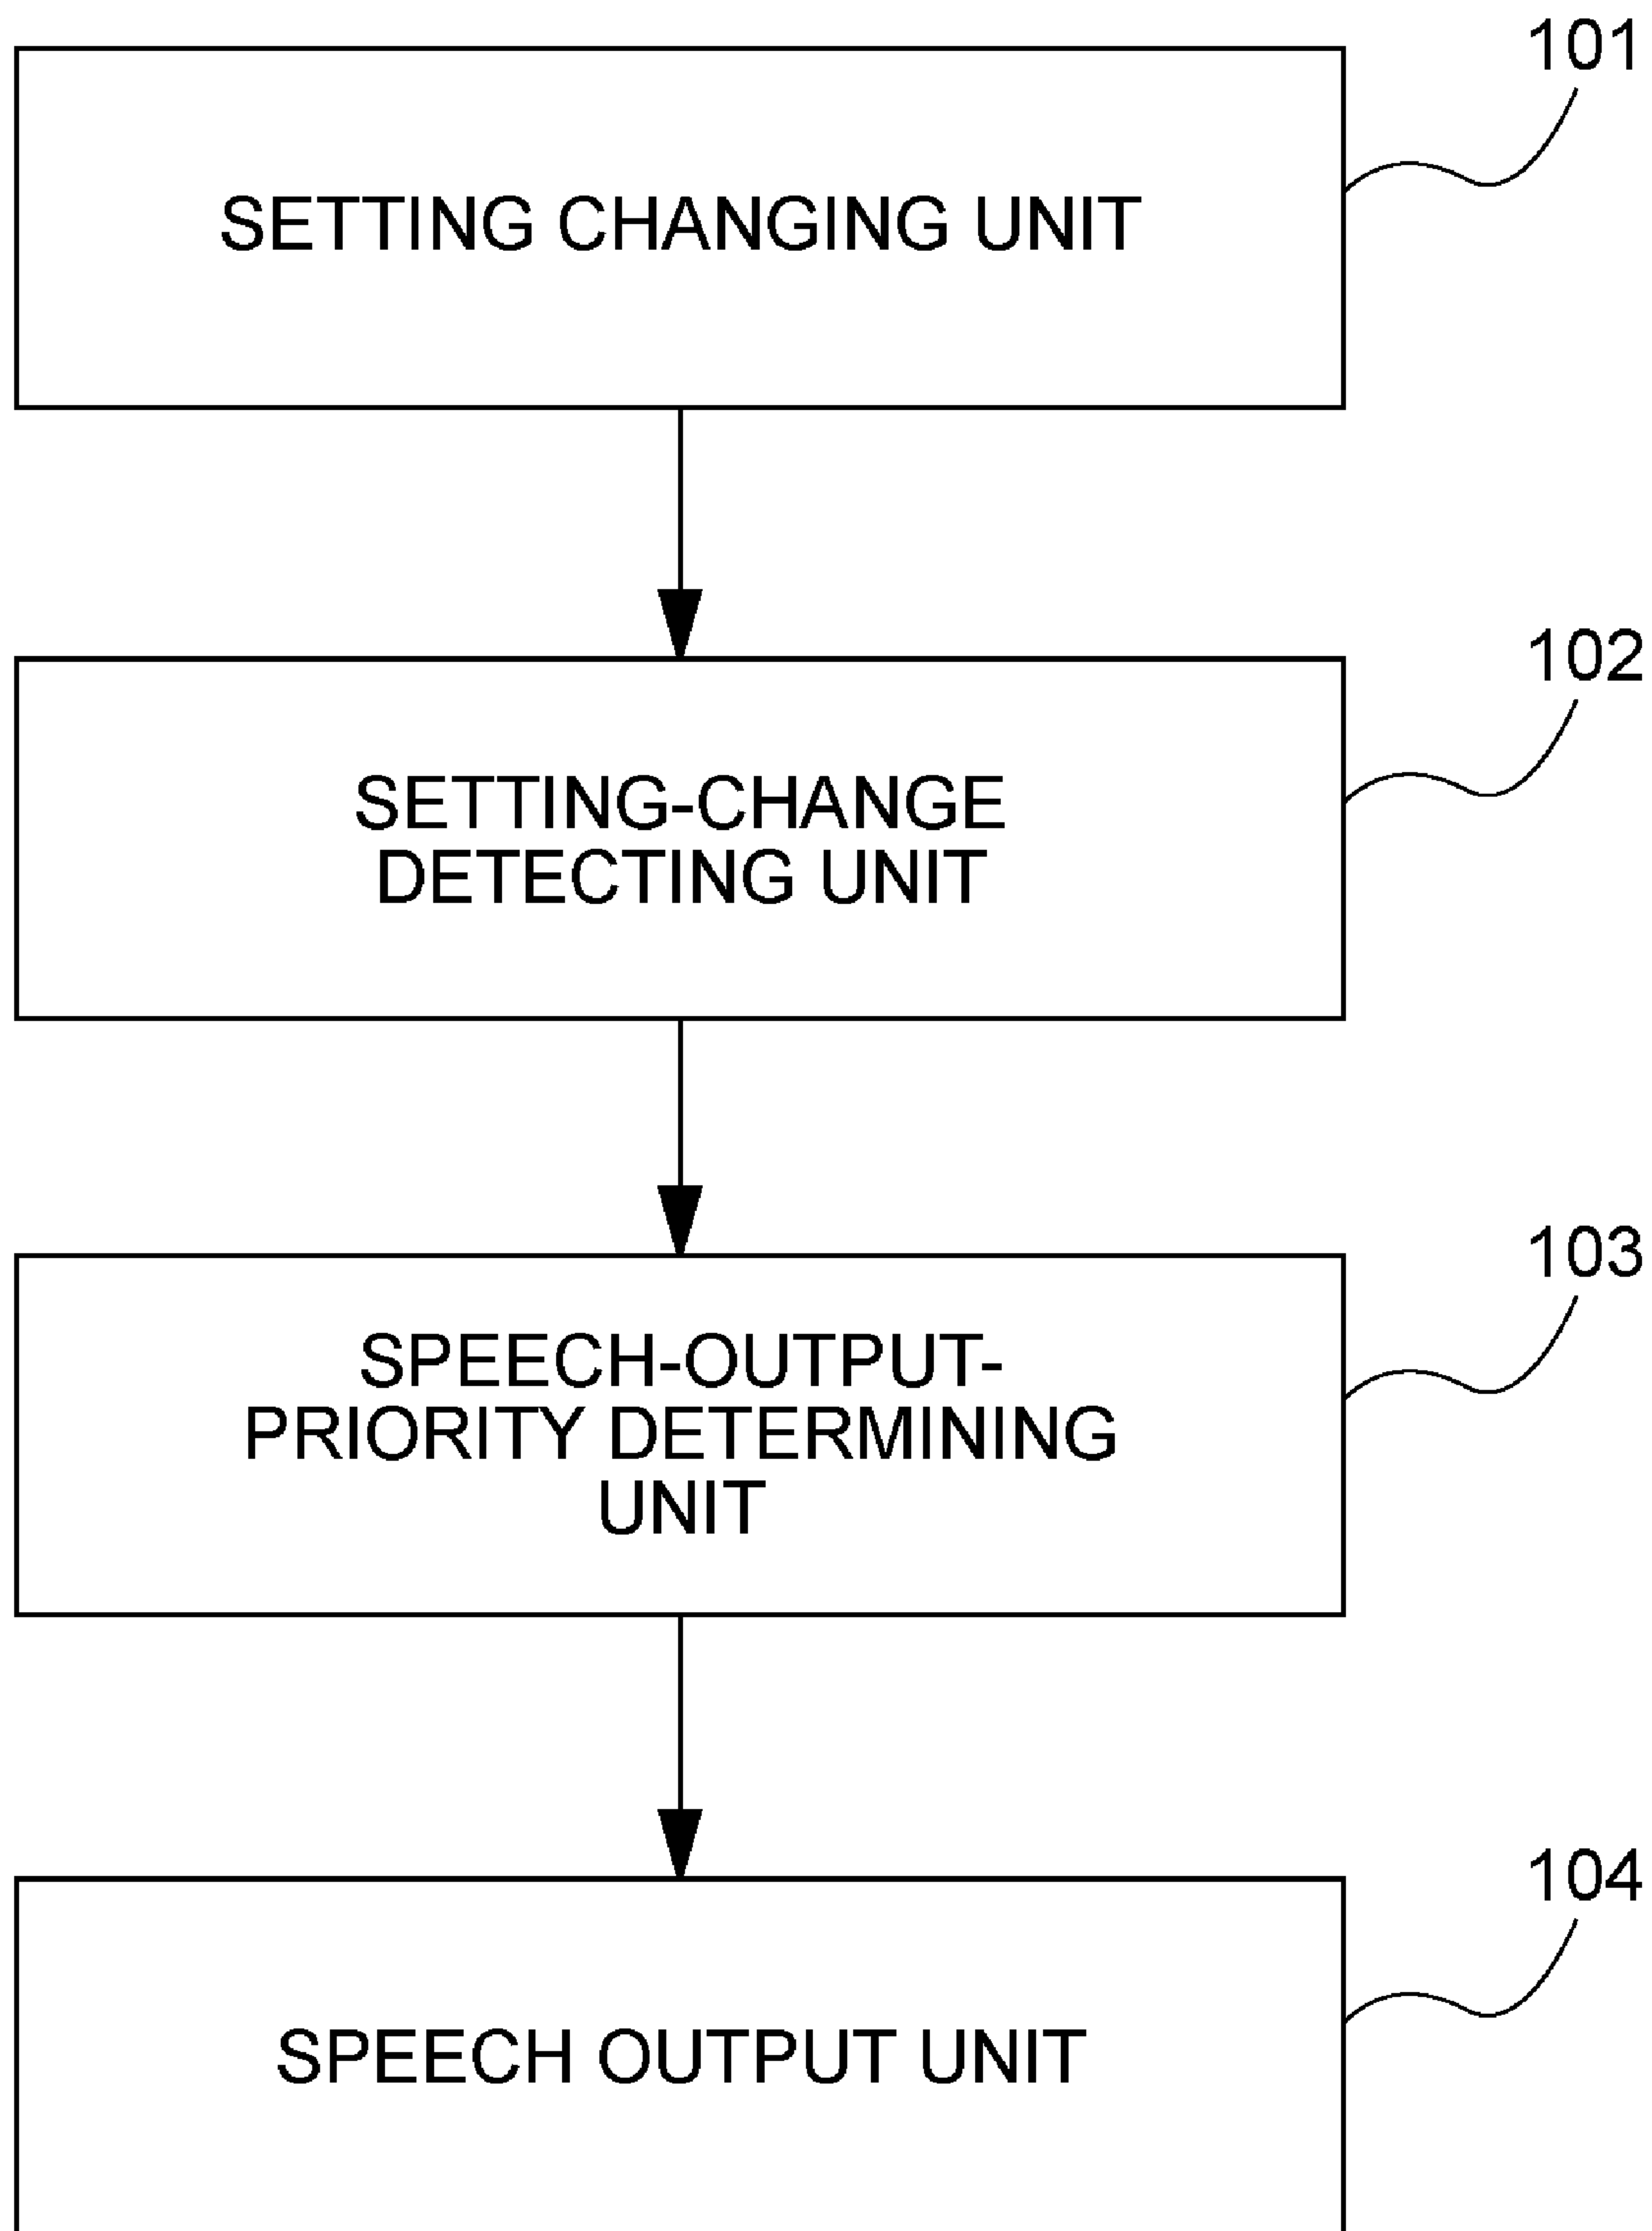 101
SETTING CHANGING UNIT
102
SETTING-CHANGE
DETECTING UNIT
103
SPEECH-OUTPUT-
PRIORITY DETERMINING
UNIT
104
SPEECH OUTPUT UNIT